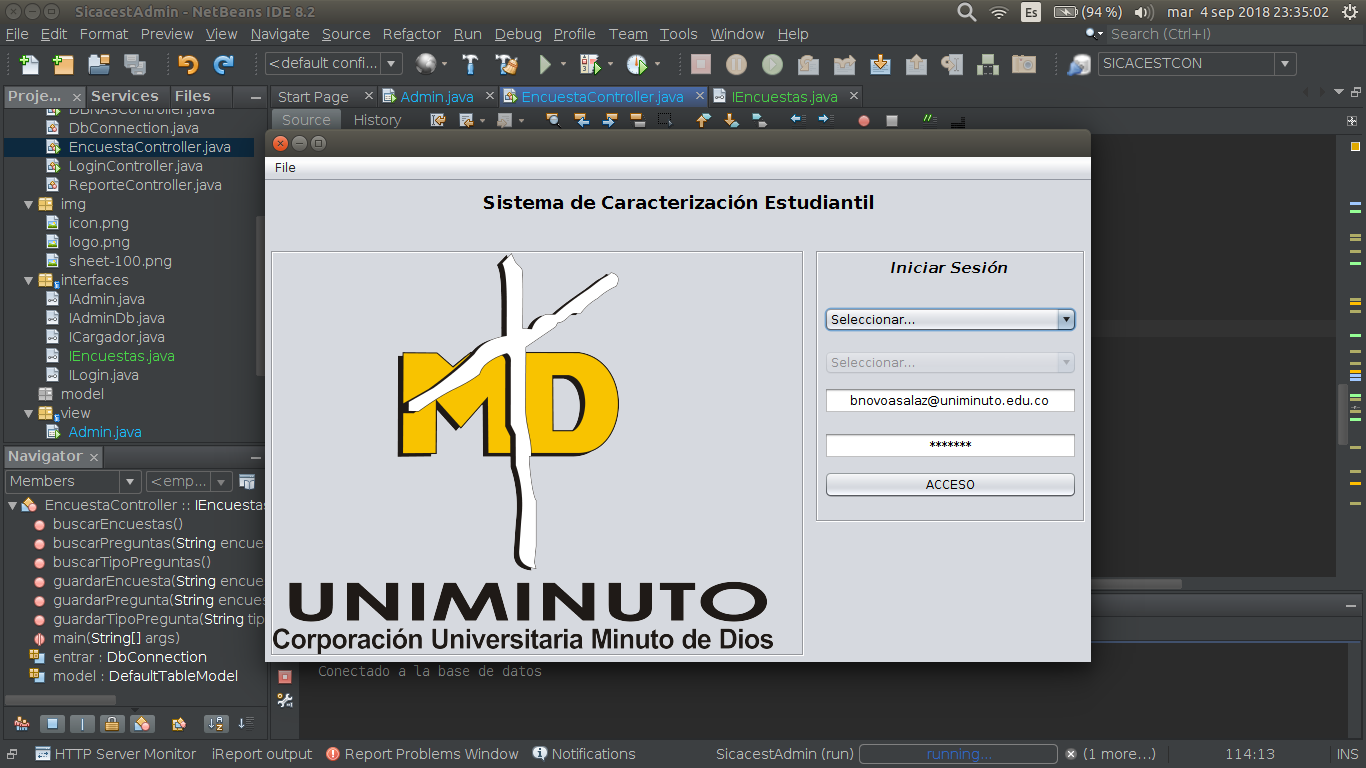 SicacestAdmin - NetBeans IDE 8.2
Es
(94 %)
mar 4 sep 2018 23:35:02
File Edit Format Preview View Navigate Source Refactor Run Debug Profile Team Tools Window Help
Search (Ctrl+I)
<default confi...
SICACESTCON
Proje...
Services
Files
Start Page
Admin.java
EncuestaController.java
IEncuestas.java
Source
History
DbConnection.java
EncuestaController.java
LoginController.java
ReporteController.java
img
icon.png
logo.png
sheet-100.png
interfaces
IAdmin.java
IAdminDb.java
ICargador.java
IEncuestas.java
ILogin.java
model
view
Admin.java
Navigator
Members
<emp...
EncuestaController :: IEncuestas
buscarEncuestas()
buscarPreguntas(String encue
buscarTipoPreguntas()
guardarEncuesta(String encue
guardarPregunta(String encues
guardarTipoPregunta(String tip
main(String[] args)
entrar : DbConnection
model : DefaultTableModel
File
Sistema de Caracterización Estudiantil
MD
UNIMINUTO
Corporación Universitaria Minuto de Dios
Iniciar Sesión
Seleccionar...
Seleccionar...
bnovoasalaz@uniminuto.edu.co
*******
ACCESO
Conectado a la base de datos
HTTP Server Monitor
iReport output
Report Problems Window
Notifications
SicacestAdmin (run)
running...
(1 more...)
114:13
INS